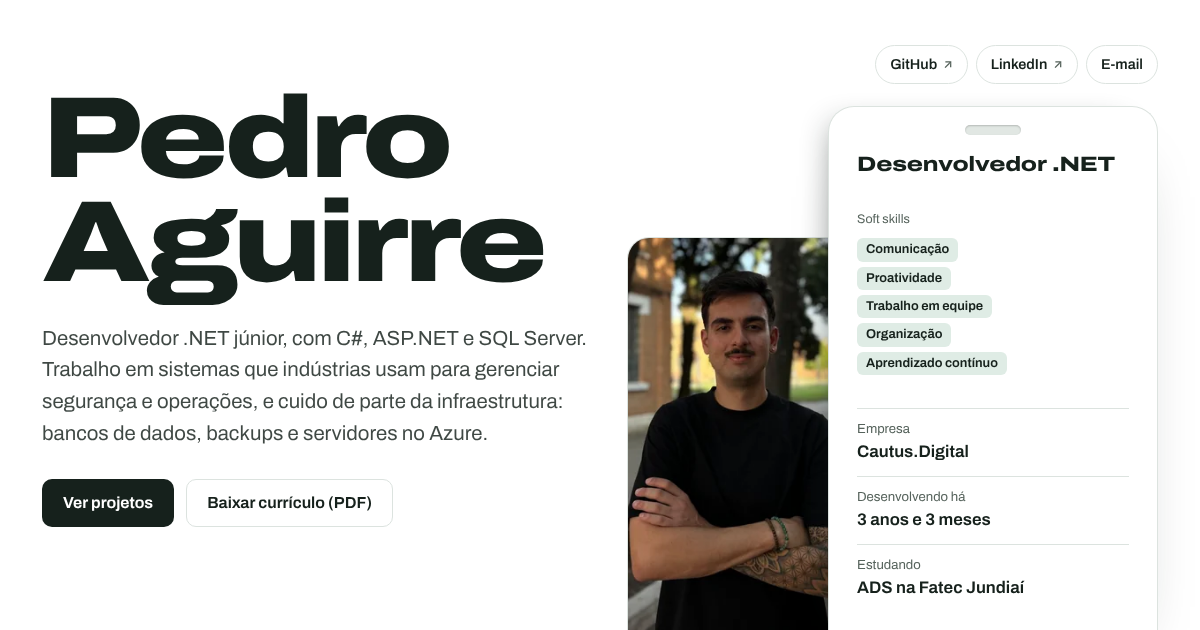 GitHub ↗ LinkedIn ↗ E-mail
Pedro
Aguirre
Desenvolvedor .NET júnior, com C#, ASP.NET e SQL Server.
Trabalho em sistemas que indústrias usam para gerenciar
segurança e operações, e cuido de parte da infraestrutura:
bancos de dados, backups e servidores no Azure.
Ver projetos
Baixar currículo (PDF)
Desenvolvedor .NET
Soft skills
Comunicação
Proatividade
Trabalho em equipe
Organização
Aprendizado contínuo
Empresa
Cautus.Digital
Desenvolvendo há
3 anos e 3 meses
Estudando
ADS na Fatec Jundiaí